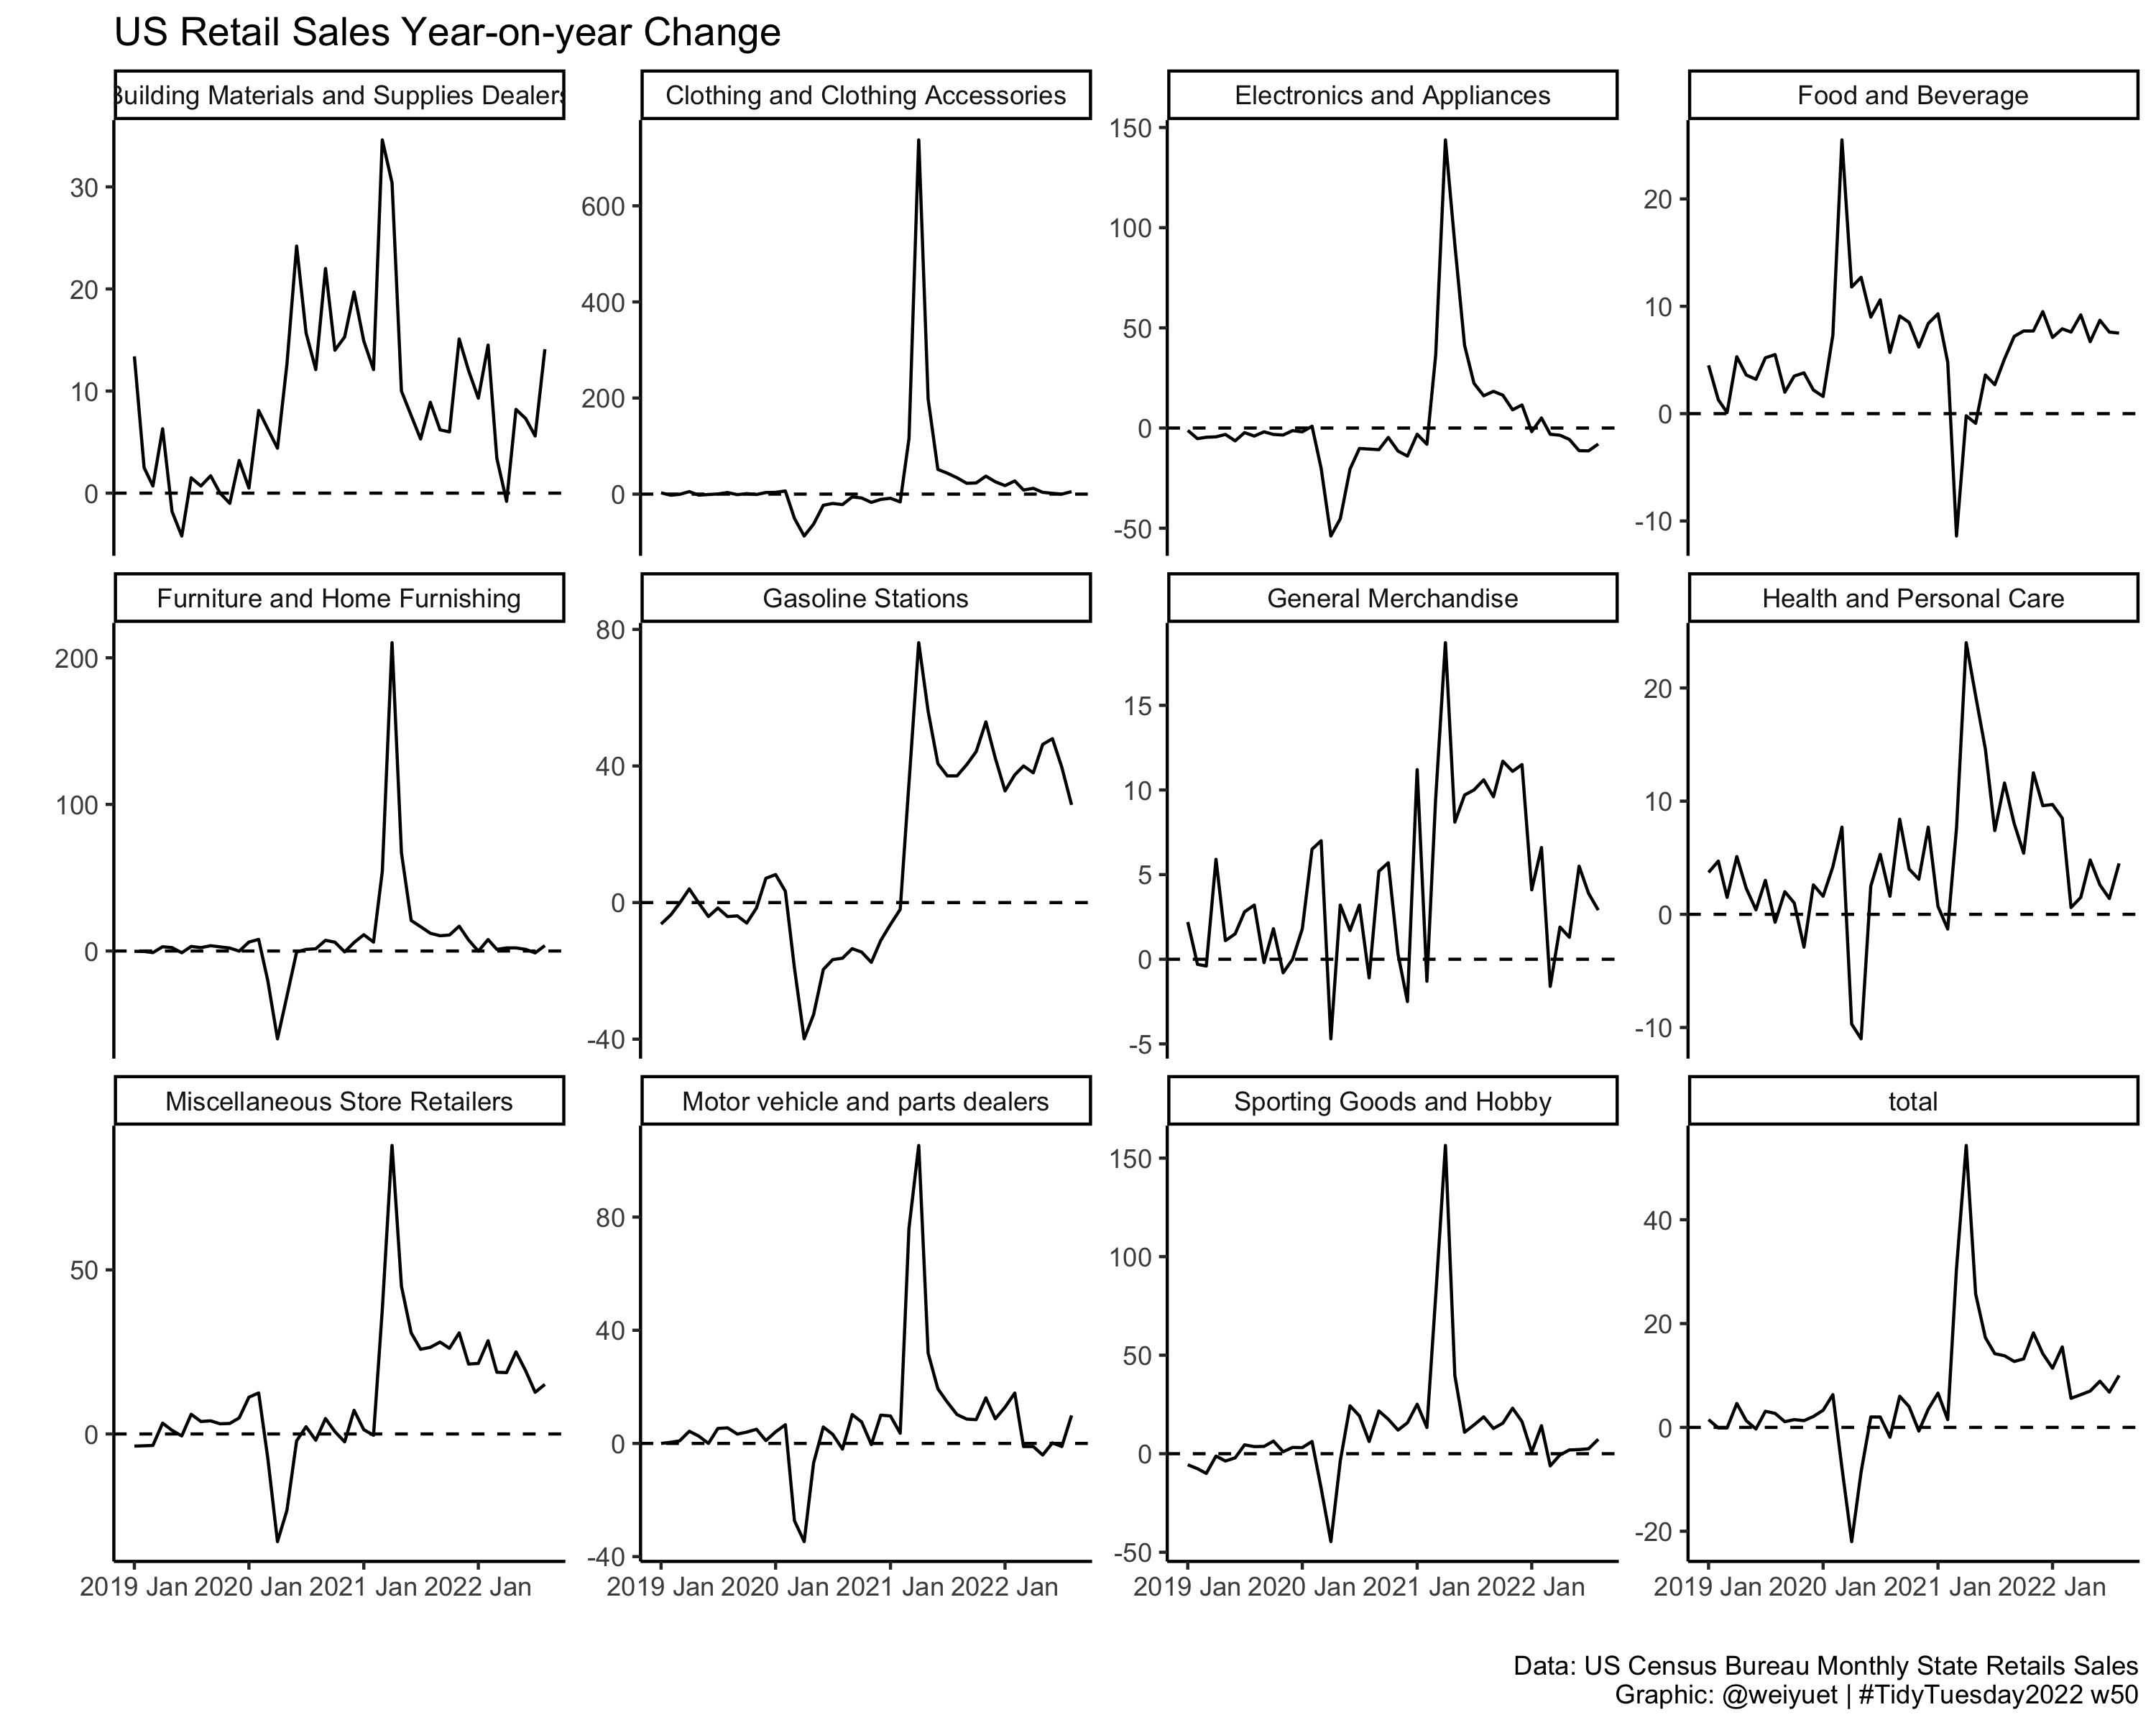 US Retail Sales Year-on-year Change
Building Materials and Supplies Dealers
Clothing and Clothing Accessories
Electronics and Appliances
Food and Beverage
30
20
10
0
600
400
200
0
150
100
50
0
-50
20
10
0
-10
Furniture and Home Furnishing
Gasoline Stations
General Merchandise
Health and Personal Care
200
100
0
80
40
0
-40
15
10
5
0
-5
20
10
0
-10
Miscellaneous Store Retailers
Motor vehicle and parts dealers
Sporting Goods and Hobby
total
50
0
80
40
0
-40
150
100
50
0
-50
40
20
0
-20
2019 Jan 2020 Jan 2021 Jan 2022 Jan
2019 Jan 2020 Jan 2021 Jan 2022 Jan
2019 Jan 2020 Jan 2021 Jan 2022 Jan
2019 Jan 2020 Jan 2021 Jan 2022 Jan
Data: US Census Bureau Monthly State Retails Sales
Graphic: @weiyuet | #TidyTuesday2022 w50